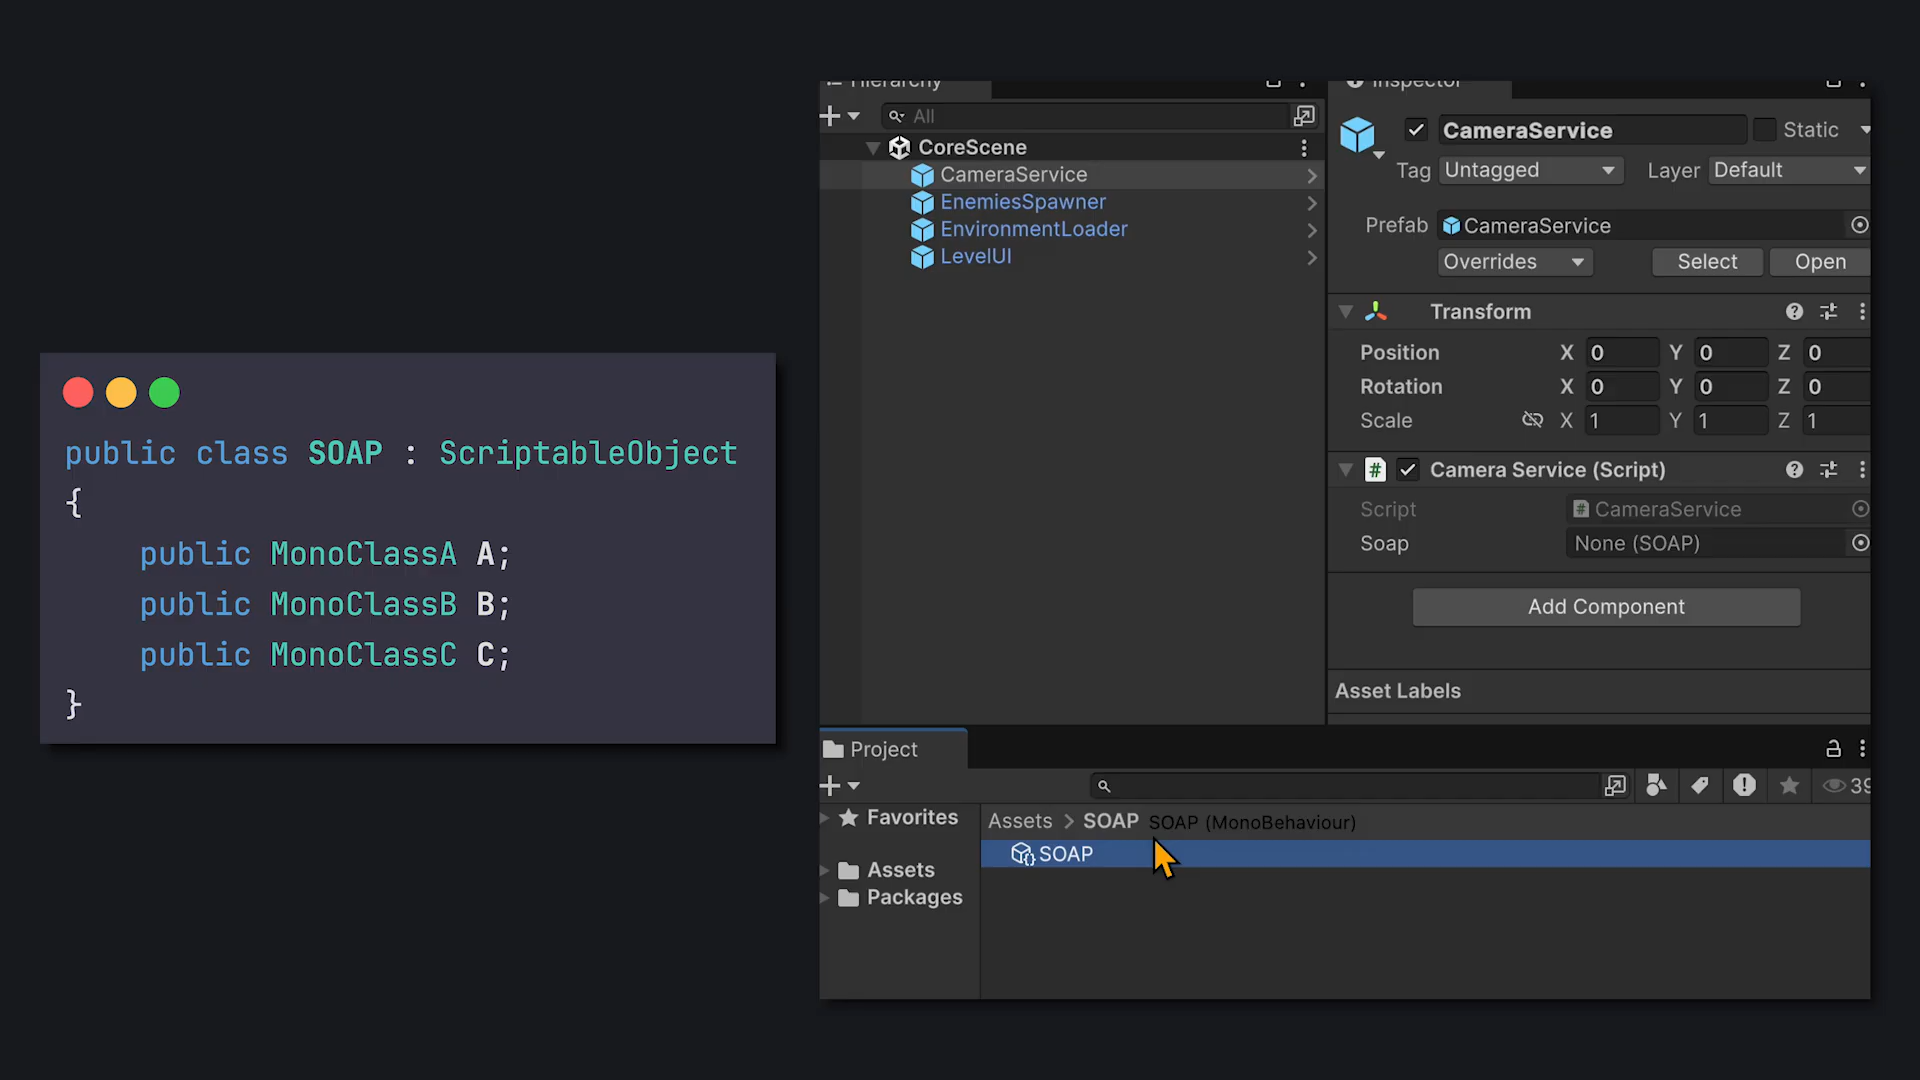 public class SOAP : ScriptableObject
{
public MonoClassA A;
public MonoClassB B;
public MonoClassC C;
}
Hierarchy
All
CoreScene
CameraService
EnemiesSpawner
EnvironmentLoader
LevelUI
Inspector
CameraService Static
Tag Untagged Layer Default
Prefab CameraService
Overrides Select Open
Transform
Position X 0 Y 0 Z 0
Rotation X 0 Y 0 Z 0
Scale X 1 Y 1 Z 1
# Camera Service (Script)
Script # CameraService
Soap None (SOAP)
Add Component
Asset Labels
Project
39
Favorites
Assets
Packages
Assets > SOAP SOAP (MonoBehaviour)
SOAP